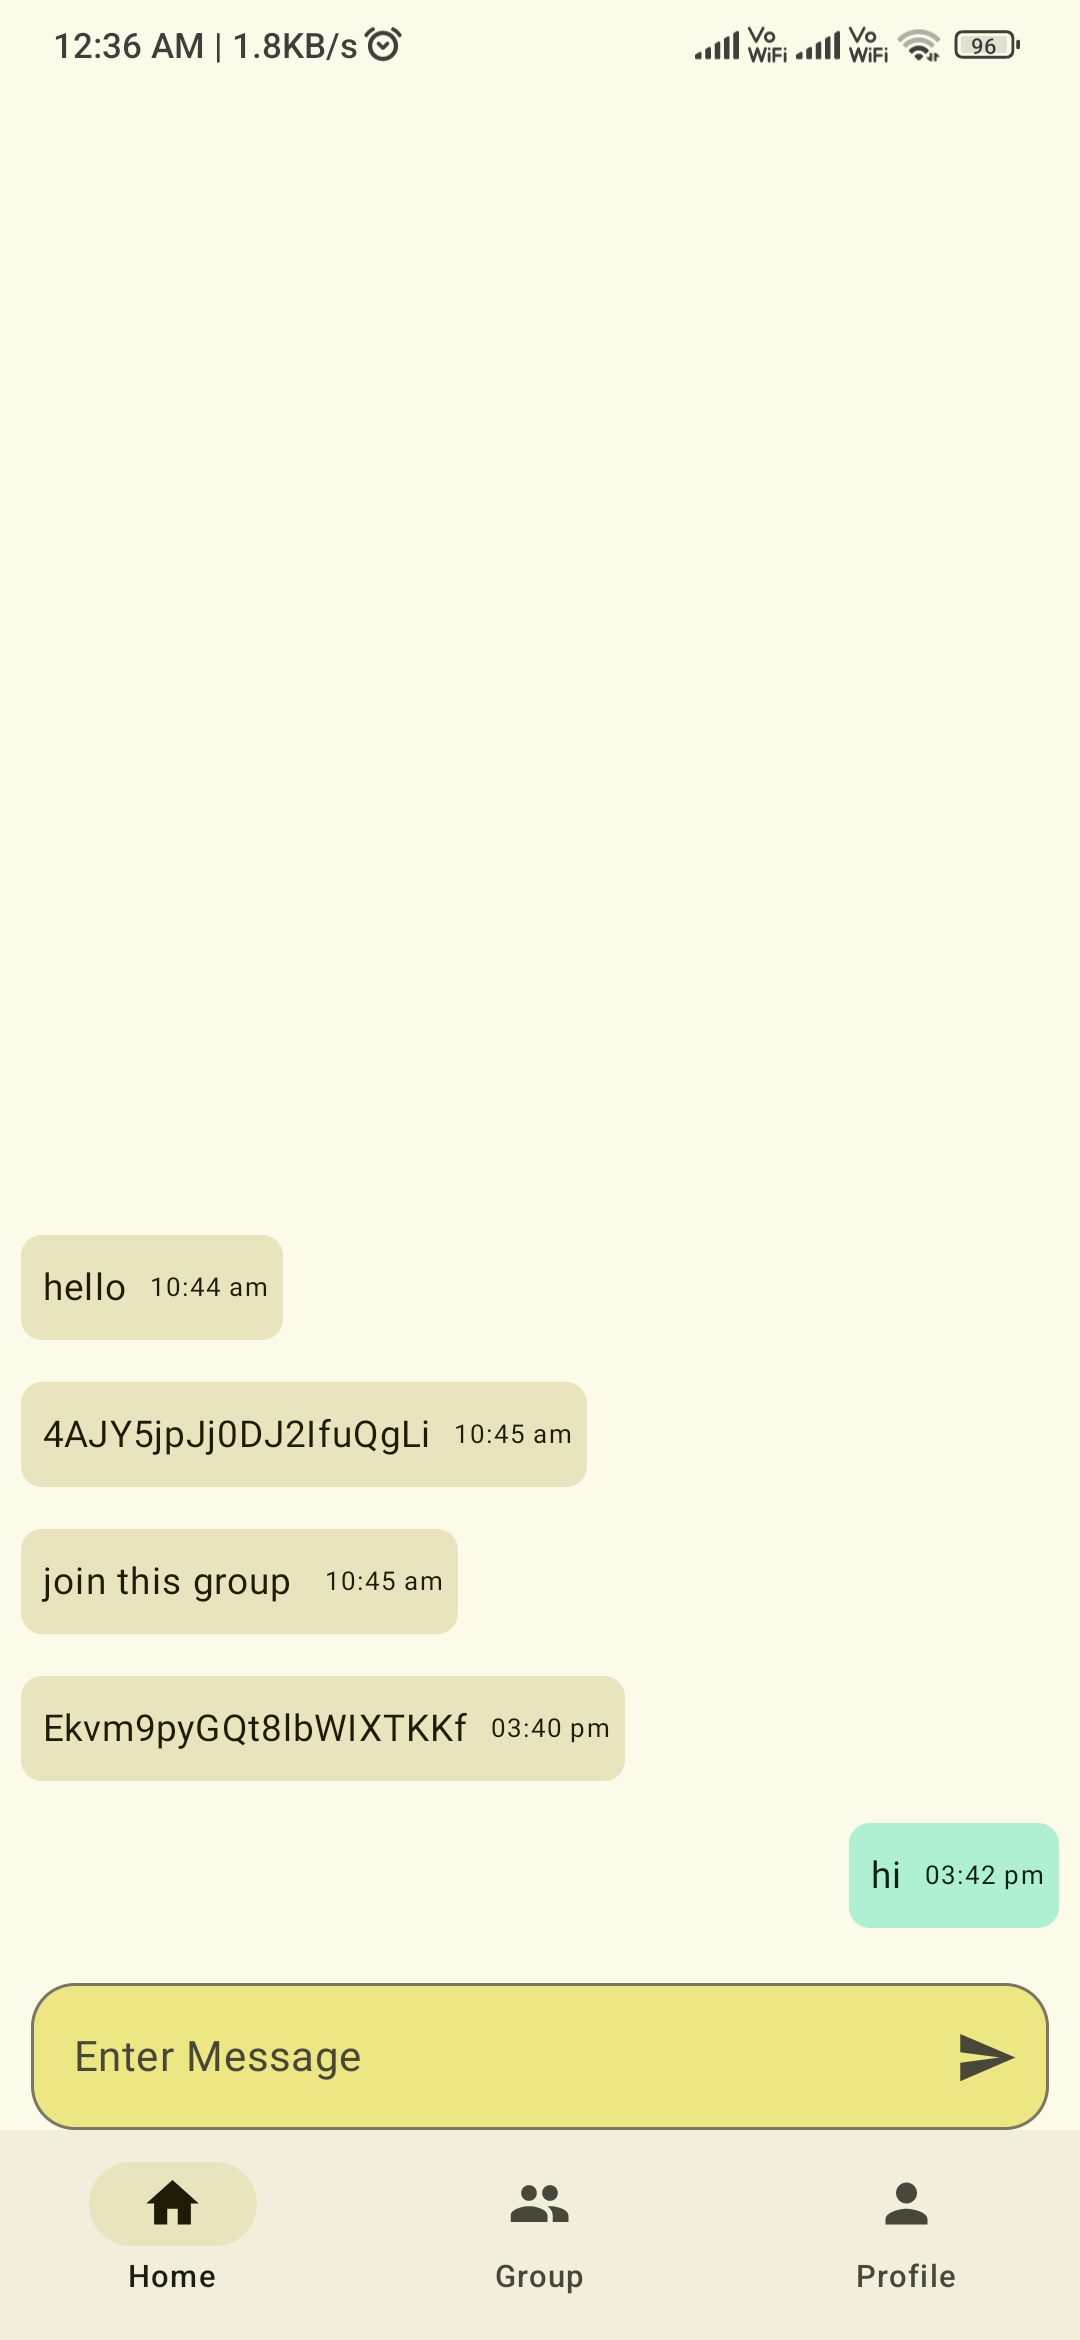 12:36 AM | 1.8KB/s Vo WiFi Vo WiFi 96
hello 10:44 am
4AJY5jpJj0DJ2IfuQgLi 10:45 am
join this group 10:45 am
Ekvm9pyGQt8lbWIXTKKf 03:40 pm
hi 03:42 pm
Enter Message
Home Group Profile